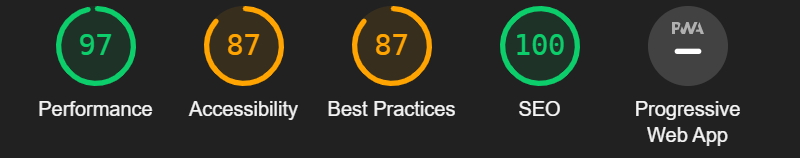 97 87 87 100 PWA
Performance Accessibility Best Practices SEO Progressive
Web App